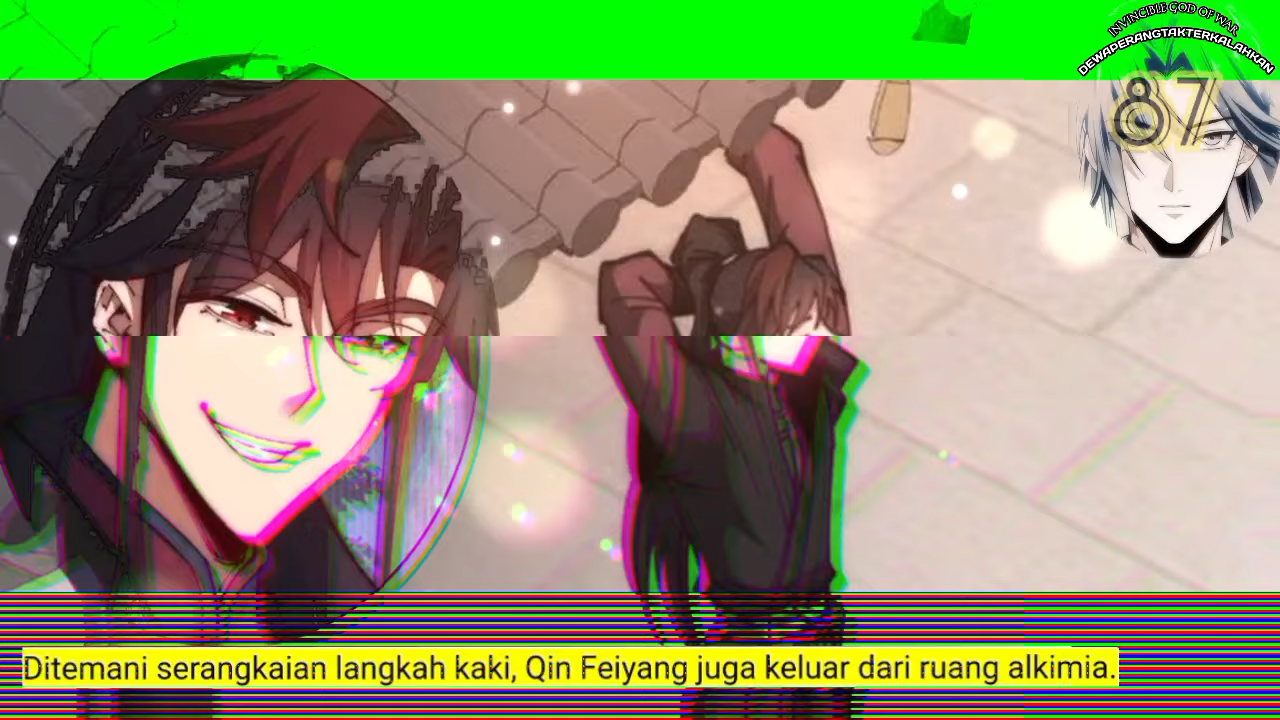 INVINCIBLE GOD OF WAR
DEWAPERANGTAKTERKALAHKAN
87
Ditemani serangkaian langkah kaki, Qin Feiyang juga keluar dari ruang alkimia.